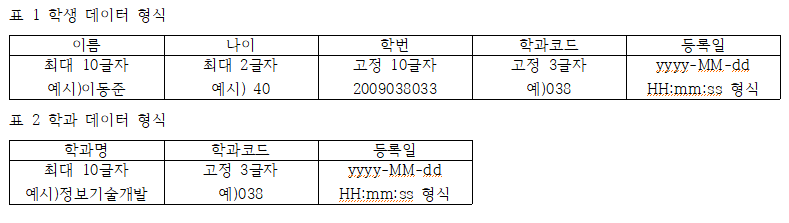 표 1 학생 데이터 형식
이름 나이 학번 학과코드 등록일
최대 10글자 최대 2글자 고정 10글자 고정 3글자 yyyy-MM-dd
예시)이동준 예시) 40 2009038033 예)038 HH:mm:ss 형식
표 2 학과 데이터 형식
학과명 학과코드 등록일
최대 10글자 고정 3글자 yyyy-MM-dd
예시)정보기술개발 예)038 HH:mm:ss 형식